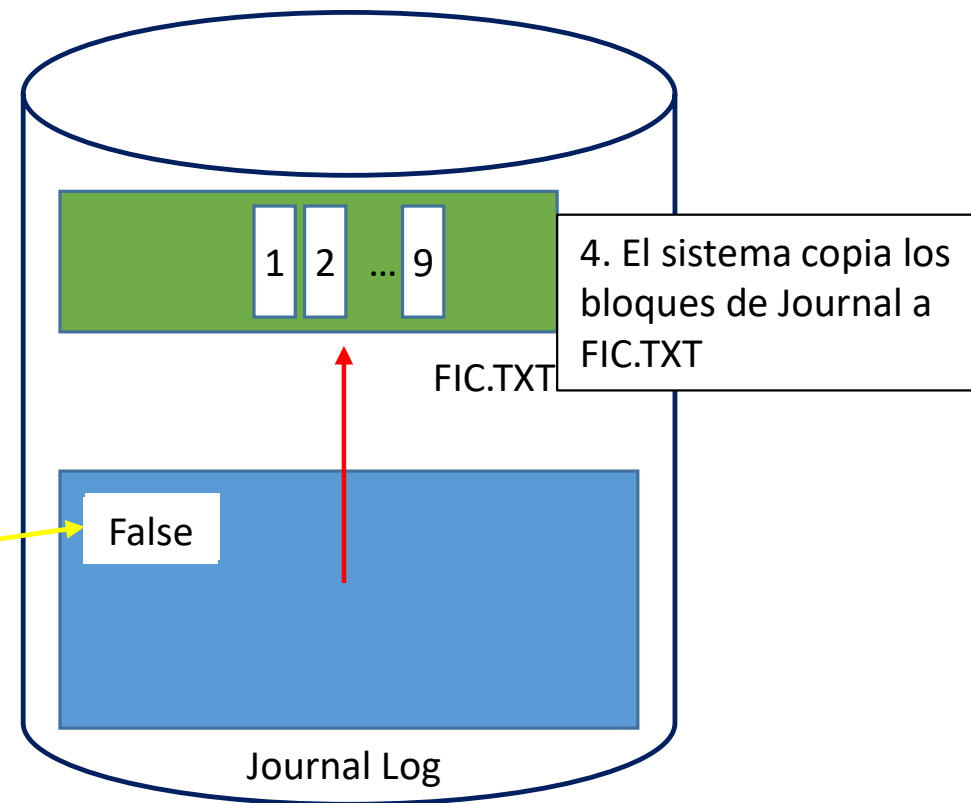 1 2 ... 9
4. El sistema copia los
bloques de Journal a
FIC.TXT
FIC.TXT
False
Journal Log